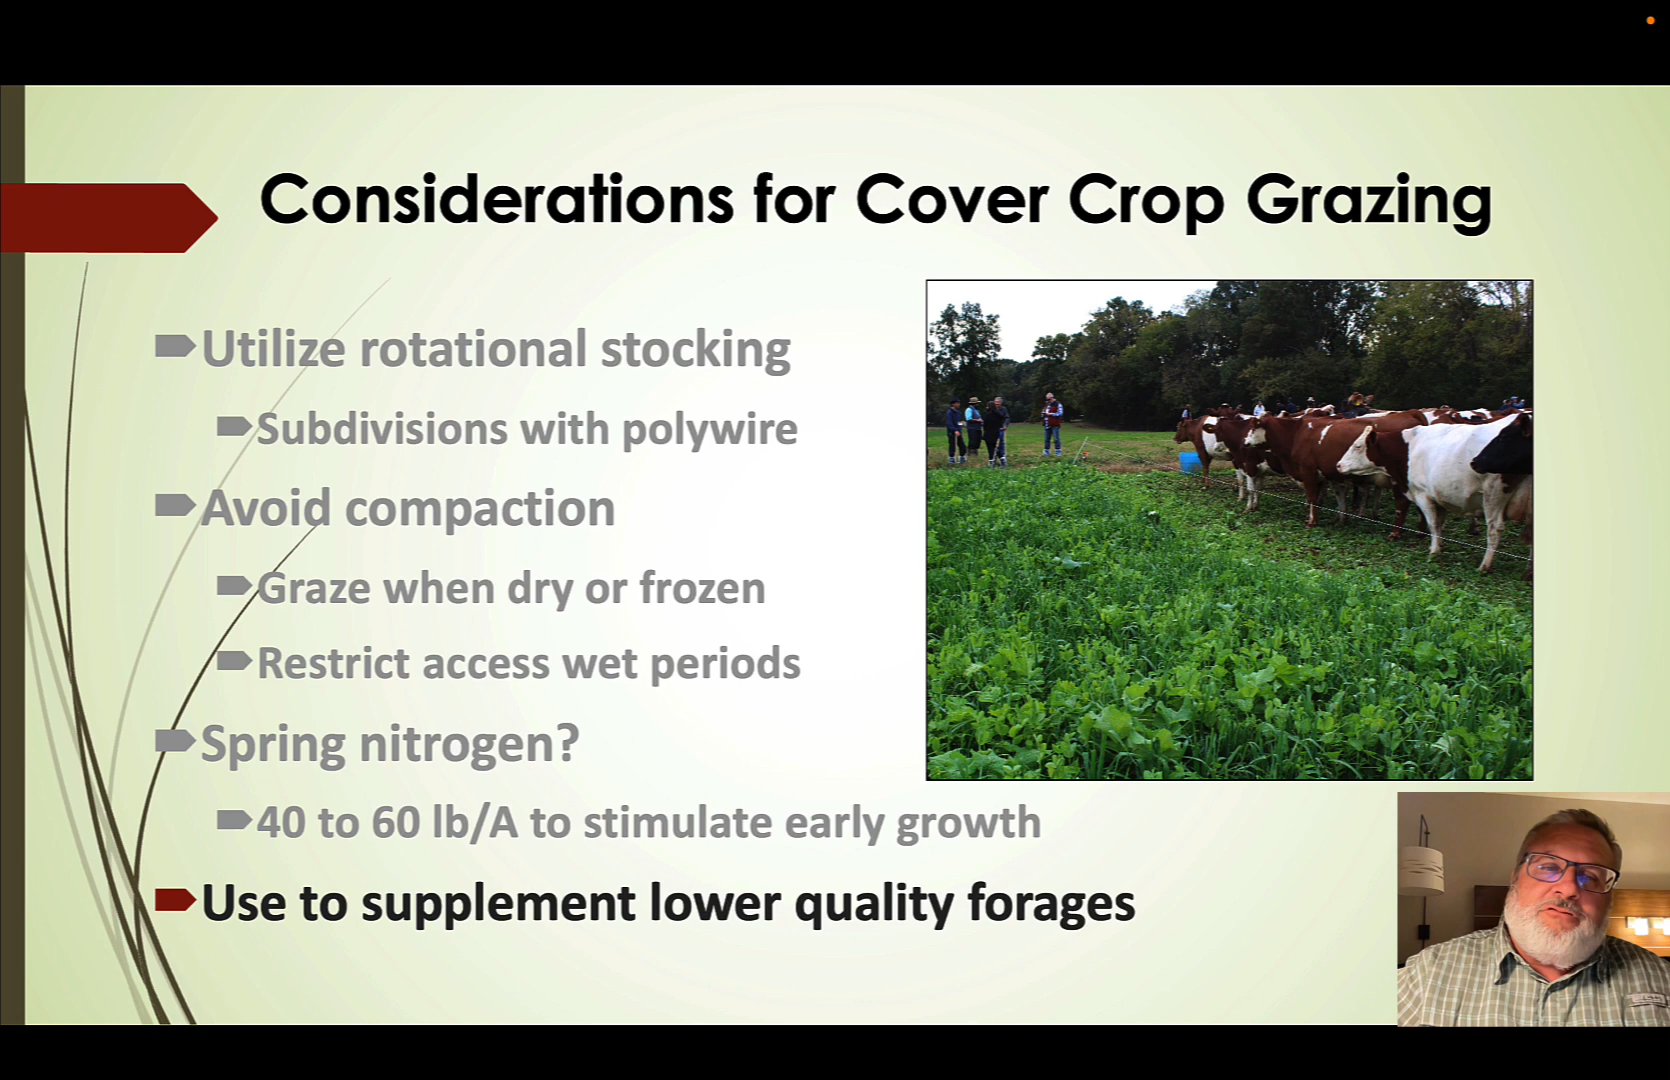 Considerations for Cover Crop Grazing
Utilize rotational stocking
Subdivisions with polywire
Avoid compaction
Graze when dry or frozen
Restrict access wet periods
Spring nitrogen?
40 to 60 lb/A to stimulate early growth
Use to supplement lower quality forages